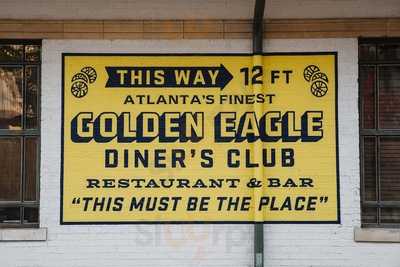 THIS WAY 12 FT
ATLANTA'S FINEST
GOLDEN EAGLE
DINER'S CLUB
RESTAURANT & BAR
"THIS MUST BE THE PLACE"